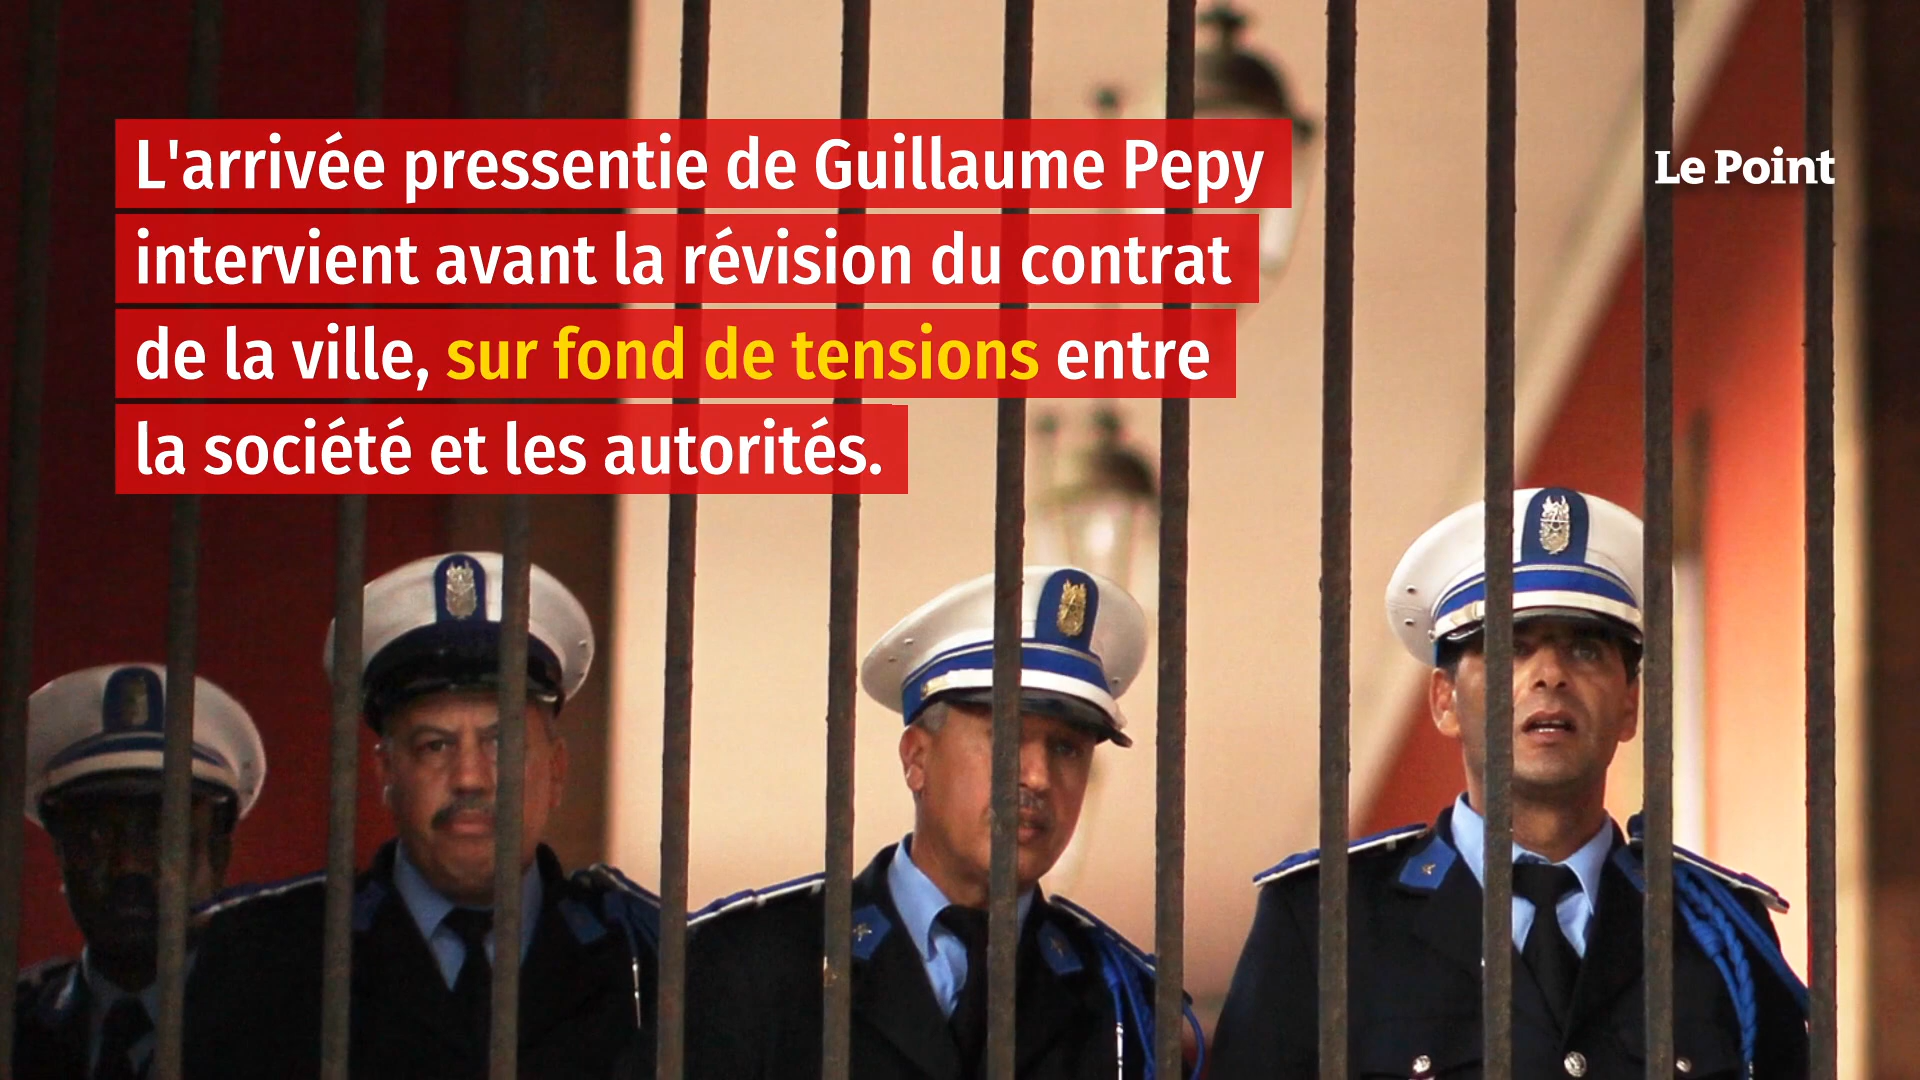 L'arrivée pressentie de Guillaume Pepy
intervient avant la révision du contrat
de la ville, sur fond de tensions entre
la société et les autorités.
Le Point